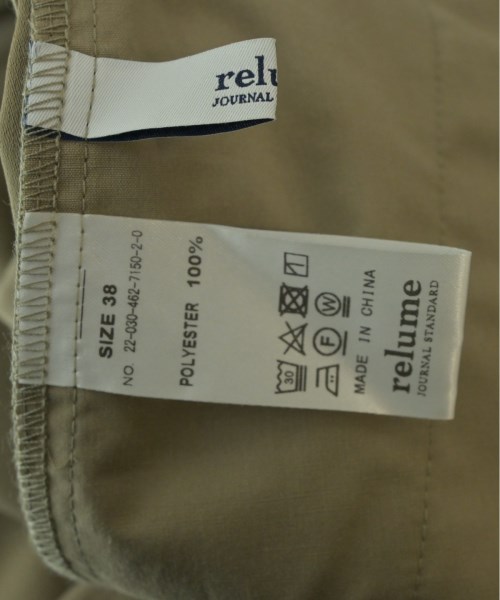 relu
JOURNAL
SIZE 38
NO. 22-030-462-7150-2-0
POLYESTER 100%
30
F
W
MADE IN CHINA
relume
JOURNAL STANDARD